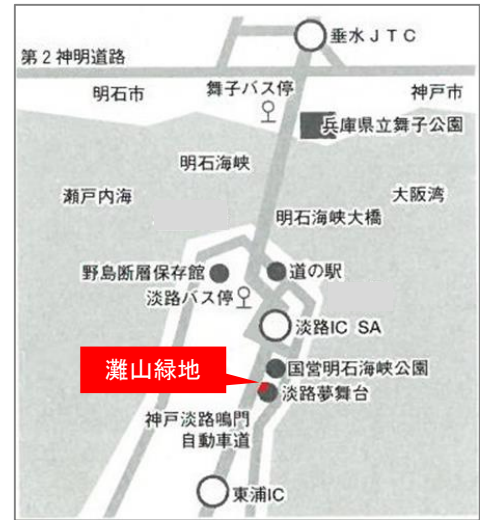 垂水JTC
第2神明道路
明石市
舞子バス停
神戸市
兵庫県立舞子公園
明石海峡
瀬戸内海
大阪湾
明石海峡大橋
野島断層保存館
道の駅
淡路バス停
淡路IC SA
灘山緑地
国営明石海峡公園
淡路夢舞台
神戸淡路鳴門
自動車道
東浦IC